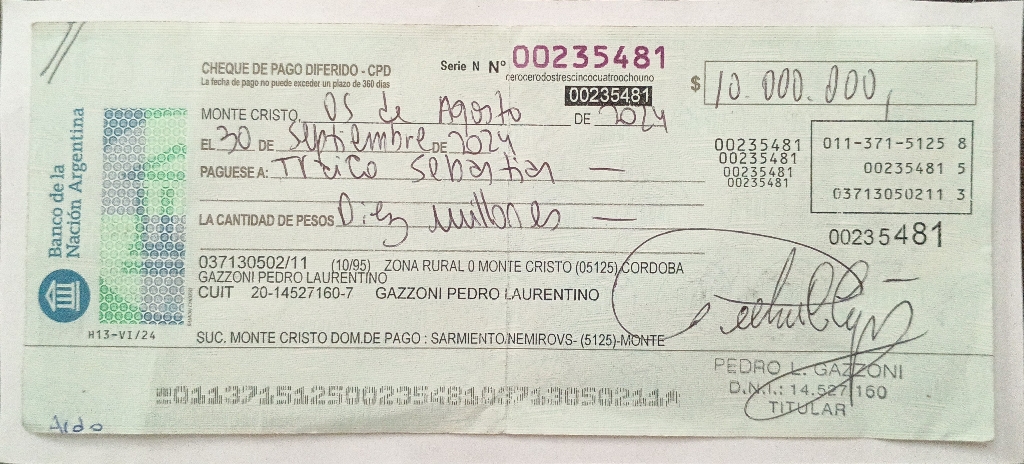 CHEQUE DE PAGO DIFERIDO - CPD
La fecha de pago no puede exceder un plazo de 360 días
Serie N Nº 00235481
cerocerodostrescincocuatroochouno
00235481
$ 10.000.000,
MONTE CRISTO, 05 de Agosto DE 2024
EL 30 DE Septiembre DE 2024
PAGUESE A: Traico Sebastian —
LA CANTIDAD DE PESOS Diez millones —
00235481
00235481
00235481
00235481
011-371-5125 8
00235481 5
03713050211 3
00235481
Banco de la
Nación Argentina
H13-VI/24
037130502/11 (10/95) ZONA RURAL 0 MONTE CRISTO (05125) CORDOBA
GAZZONI PEDRO LAURENTINO
CUIT 20-14527160-7 GAZZONI PEDRO LAURENTINO
SUC. MONTE CRISTO DOM.DE PAGO : SARMIENTO.NEMIROVS- (5125)-MONTE
PEDRO L. GAZZONI
D.N.I.: 14.527.160
TITULAR
Aldo